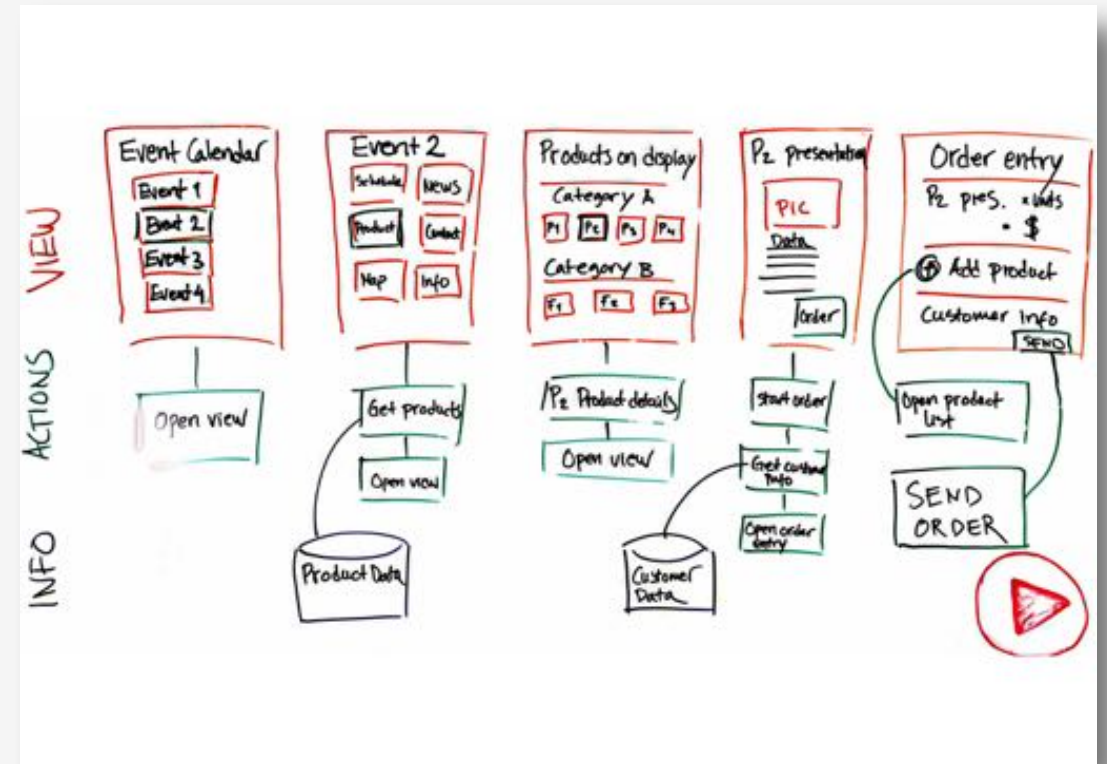 VIEW
Event Calendar
Event 1
Event 2
Event 3
Event 4
Event 2
Schedule
News
Product
Contact
Map
Info
Products on display
Category A
P1 P2 P3 P4
Category B
F1 F2 F3
P2 presentation
PIC
Data
Order
Order entry
P2 pres. × units
• $
+ Add product
Customer info
SEND
ACTIONS
Open view
Get products
Open view
P2 Product details
Open view
Start order
Get customer
info
Open order
entry
Open product
list
SEND
ORDER
INFO
Product Data
Customer
Data